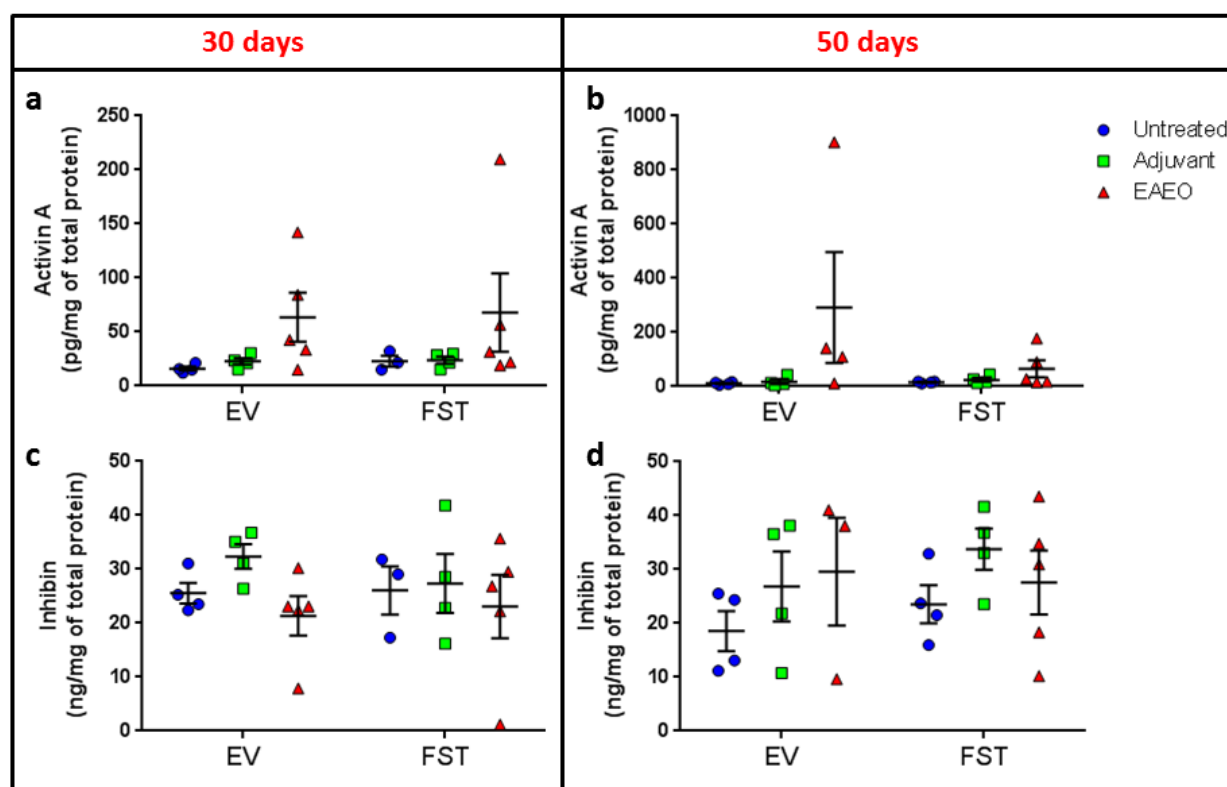 30 days
50 days
a
Activin A
(pg/mg of total protein)
250
200
150
100
50
0
EV
FST
b
Activin A
(pg/mg of total protein)
1000
800
600
400
200
0
EV
FST
Untreated
Adjuvant
EAEO
c
Inhibin
(ng/mg of total protein)
50
40
30
20
10
0
EV
FST
d
Inhibin
(ng/mg of total protein)
50
40
30
20
10
0
EV
FST